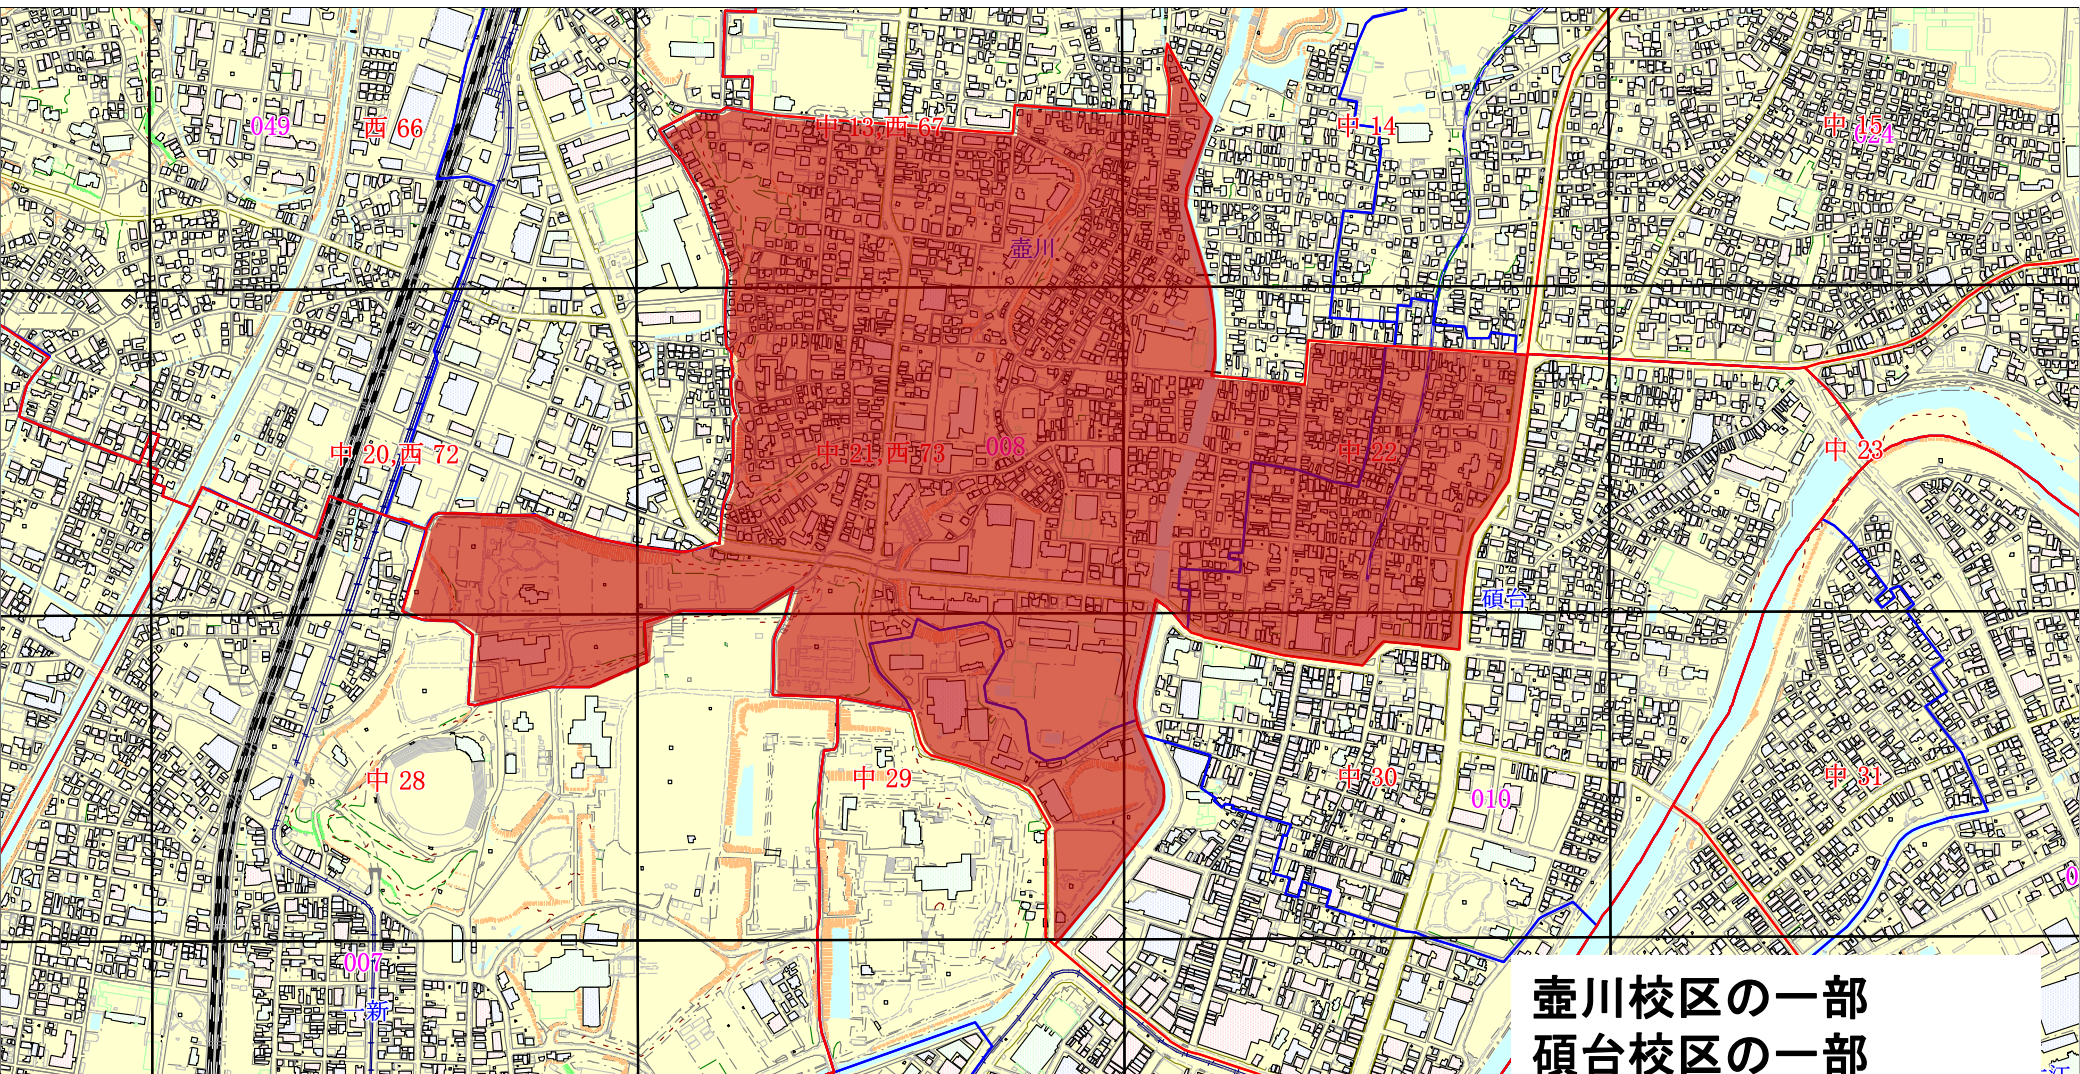 049
西 66
中 13,西 67
中 14
中 15
024
壺川
中 20,西 72
中 21,西 73
008
中 22
中 23
碩台
中 28
中 29
中 30
010
中 31
007
一新
壺川校区の一部
碩台校区の一部